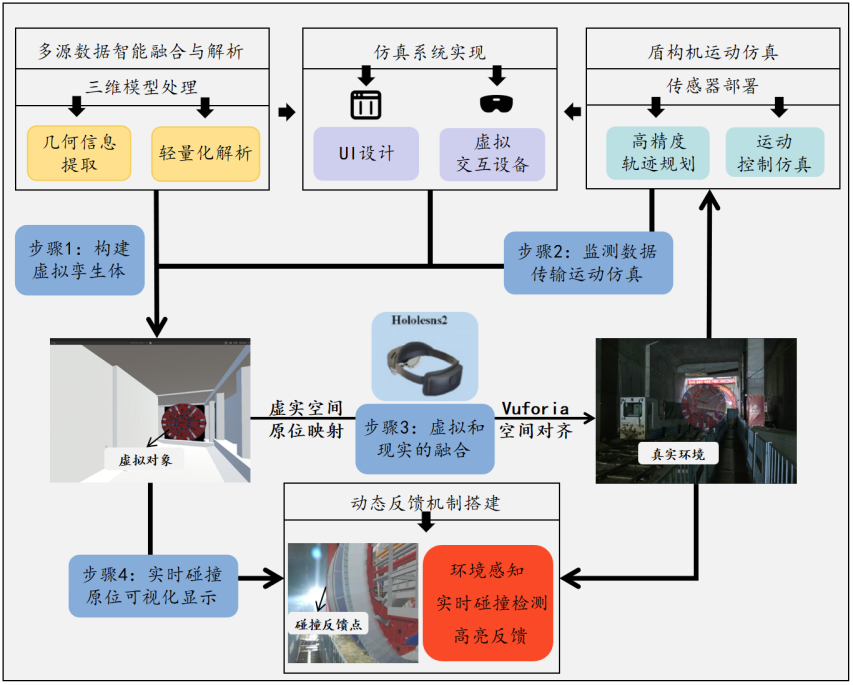 多源数据智能融合与解析
三维模型处理
几何信息
提取
轻量化解析
仿真系统实现
UI设计
虚拟
交互设备
盾构机运动仿真
传感器部署
高精度
轨迹规划
运动
控制仿真
步骤1：构建
虚拟孪生体
步骤2：监测数据
传输运动仿真
Hololesns2
虚实空间
原位映射
步骤3：虚拟和
现实的融合
Vuforia
空间对齐
虚拟对象
真实环境
动态反馈机制搭建
步骤4：实时碰撞
原位可视化显示
碰撞反馈点
环境感知
实时碰撞检测
高亮反馈